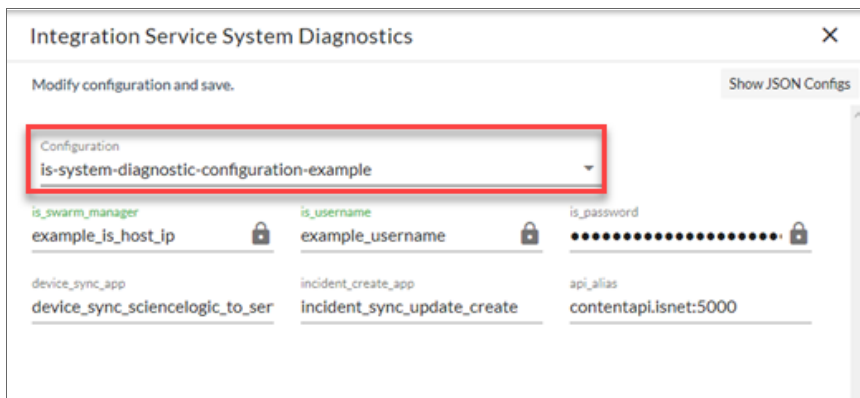 Integration Service System Diagnostics
Modify configuration and save.
Show JSON Configs
Configuration
is-system-diagnostic-configuration-example
is_swarm_manager is_username is_password
example_is_host_ip example_username
device_sync_app incident_create_app api_alias
device_sync_sciencelogic_to_ser incident_sync_update_create contentapi.isnet:5000